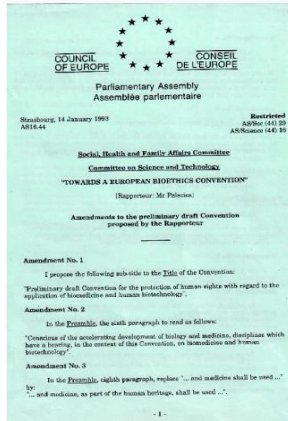 COUNCIL
OF EUROPE
CONSEIL
DE L'EUROPE
Parliamentary Assembly
Assemblée parlementaire
Strasbourg, 14 January 1993
AS16.44
Restricted
AS/Soc (44) 29
AS/Science (44) 16
Social, Health and Family Affairs Committee
Committee on Science and Technology
"TOWARDS A EUROPEAN BIOETHICS CONVENTION"
[Rapporteur: Mr Palacios]
Amendments to the preliminary draft Convention
proposed by the Rapporteur
Amendment No. 1
I propose the following sub-title to the Title of the Convention:
"Preliminary draft Convention for the protection of human rights with regard to the
application of biomedicine and human biotechnology".
Amendment No. 2
In the Preamble, the sixth paragraph to read as follows:
"Conscious of the accelerating development of biology and medicine, disciplines which
have a bearing, in the context of this Convention, on biomedicine and human
biotechnology".
Amendment No. 3
In the Preamble, eighth paragraph, replace "... and medicine shall be used ..."
by:
"... and medicine, as part of the human heritage, shall be used ...".
- 1 -